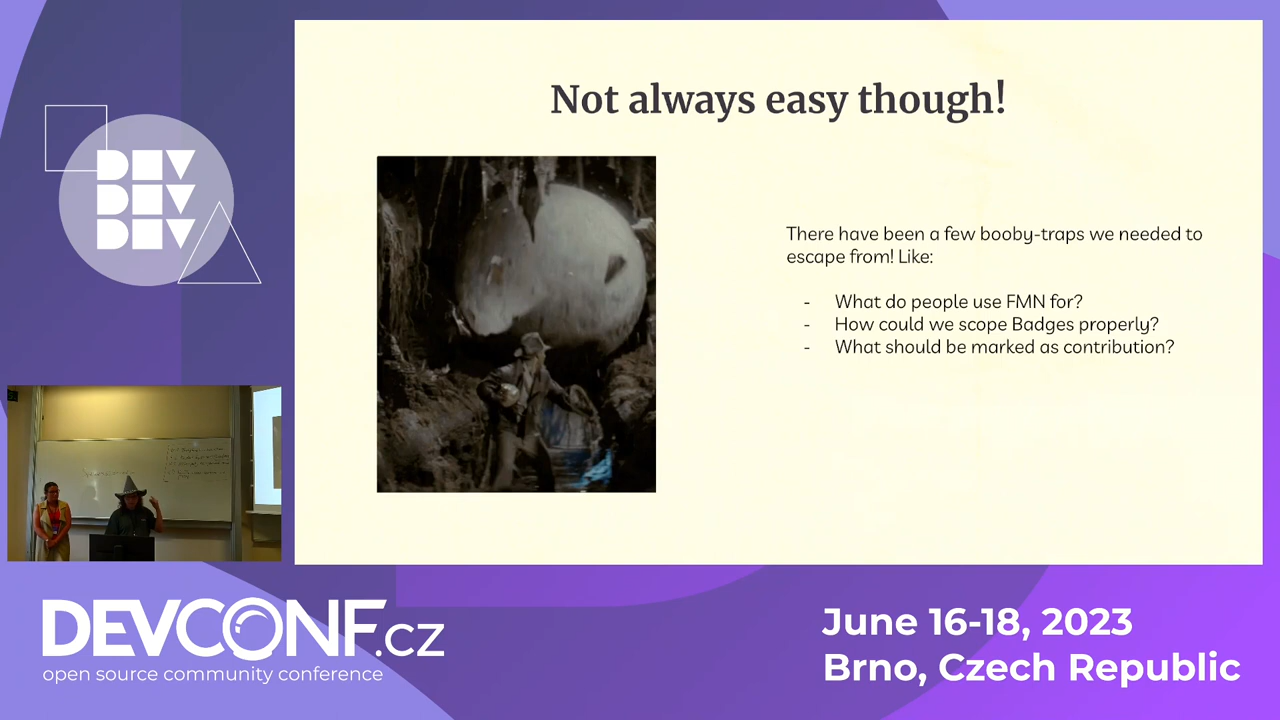 DEV
DEV
DEV
Not always easy though!
There have been a few booby-traps we needed to
escape from! Like:
- What do people use FMN for?
- How could we scope Badges properly?
- What should be marked as contribution?
DEVCONF.cz
open source community conference
June 16-18, 2023
Brno, Czech Republic